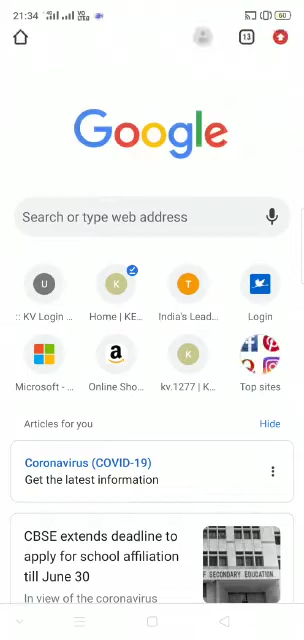 21:34
60
13
Google
Search or type web address
U
K
T
:: KV Login ...
Home | KE...
India's Lead...
Login
a
K
Microsoft - ...
Online Sho...
kv.1277 | K...
Top sites
Articles for you
Hide
Coronavirus (COVID-19)
Get the latest information
CBSE extends deadline to
apply for school affiliation
till June 30
In view of the coronavirus
F SECONDARY EDUCATION